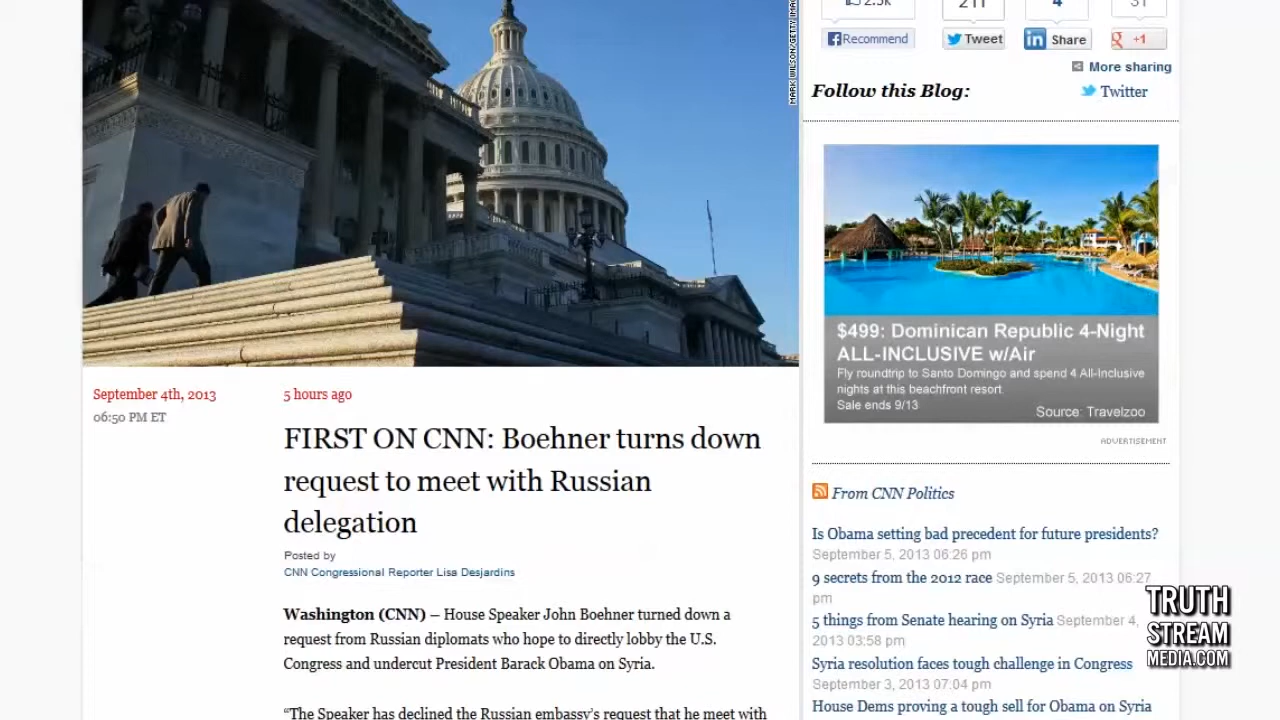 MARK WILSON/GETTY
2.5k
211
4
31
Recommend
Tweet
Share
+1
More sharing
Follow this Blog:
Twitter
$499: Dominican Republic 4-Night
ALL-INCLUSIVE w/Air
Fly roundtrip to Santo Domingo and spend 4 All-Inclusive
nights at this beachfront resort.
Sale ends 9/13
Source: Travelzoo
ADVERTISEMENT
September 4th, 2013
06:50 PM ET
5 hours ago
FIRST ON CNN: Boehner turns down
request to meet with Russian
delegation
Posted by
CNN Congressional Reporter Lisa Desjardins
Washington (CNN) – House Speaker John Boehner turned down a
request from Russian diplomats who hope to directly lobby the U.S.
Congress and undercut President Barack Obama on Syria.
“The Speaker has declined the Russian embassy's request that he meet with
From CNN Politics
Is Obama setting bad precedent for future presidents?
September 5, 2013 06:26 pm
9 secrets from the 2012 race September 5, 2013 06:27
pm
5 things from Senate hearing on Syria September 4,
2013 03:58 pm
Syria resolution faces tough challenge in Congress
September 3, 2013 07:04 pm
House Dems proving a tough sell for Obama on Syria
TRUTH
STREAM
MEDIA.COM